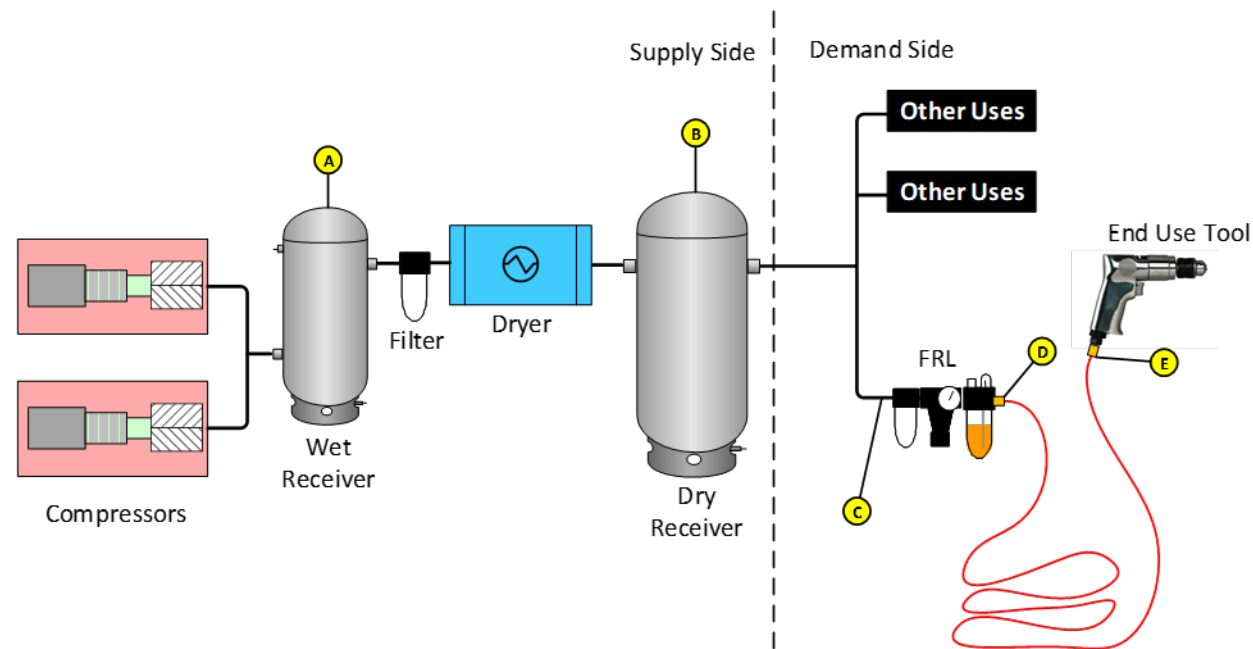 Supply Side
Demand Side
Other Uses
Other Uses
A
B
End Use Tool
Filter
Dryer
FRL
D
E
Wet
Receiver
Compressors
Dry
Receiver
C